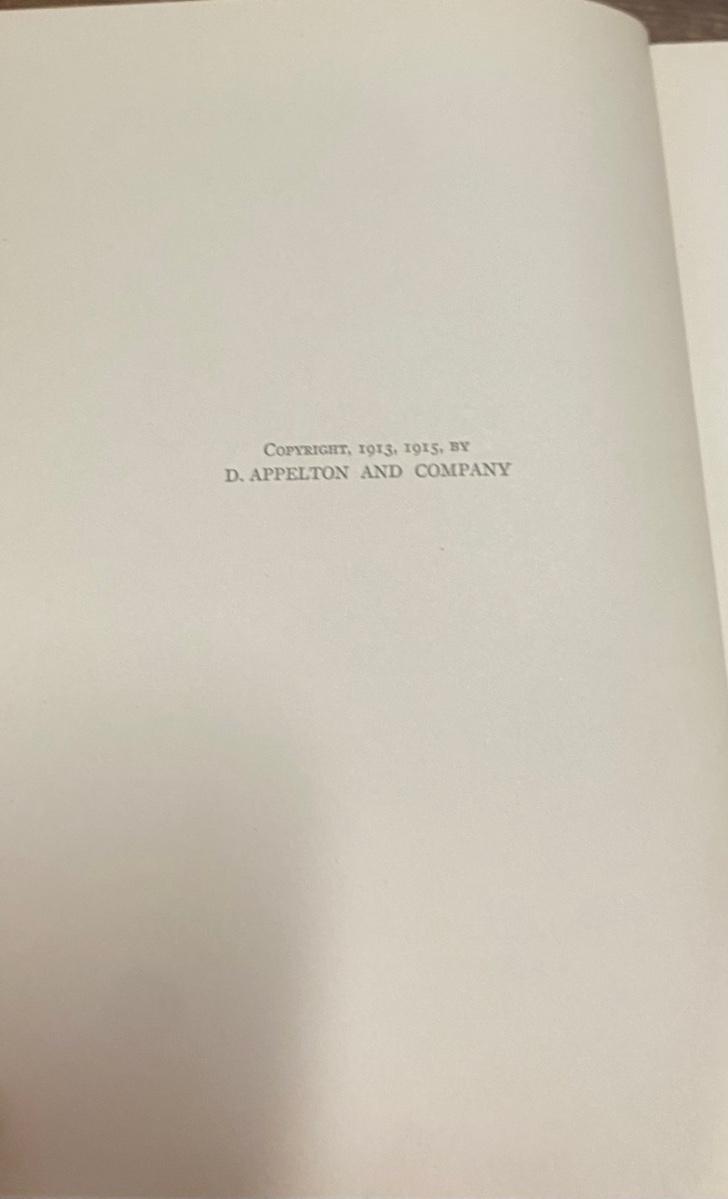 COPYRIGHT, 1913, 1915, BY
D. APPELTON AND COMPANY